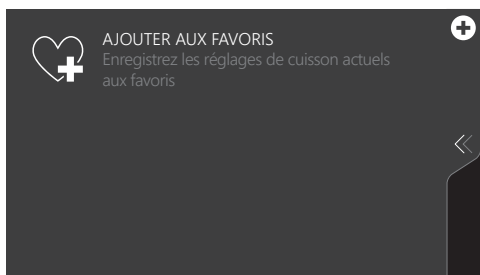 AJOUTER AUX FAVORIS
Enregistrez les réglages de cuisson actuels
aux favoris